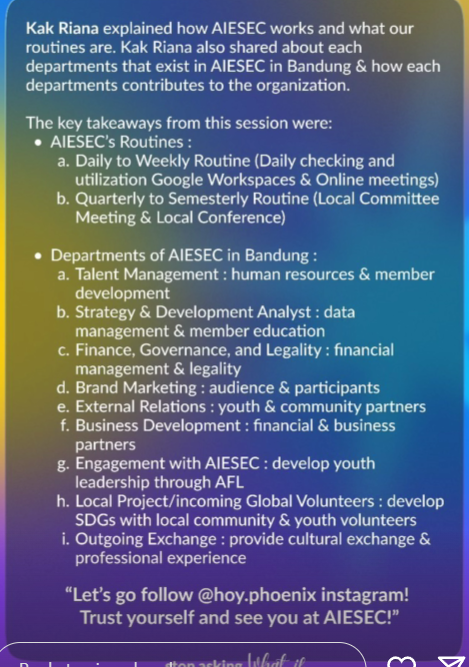 Kak Riana explained how AIESEC works and what our
routines are. Kak Riana also shared about each
departments that exist in AIESEC in Bandung & how each
departments contributes to the organization.
The key takeaways from this session were:
• AIESEC's Routines :
a. Daily to Weekly Routine (Daily checking and
utilization Google Workspaces & Online meetings)
b. Quarterly to Semesterly Routine (Local Committee
Meeting & Local Conference)
• Departments of AIESEC in Bandung :
a. Talent Management : human resources & member
development
b. Strategy & Development Analyst : data
management & member education
c. Finance, Governance, and Legality : financial
management & legality
d. Brand Marketing : audience & participants
e. External Relations : youth & community partners
f. Business Development : financial & business
partners
g. Engagement with AIESEC : develop youth
leadership through AFL
h. Local Project/incoming Global Volunteers : develop
SDGs with local community & youth volunteers
i. Outgoing Exchange : provide cultural exchange &
professional experience
“Let's go follow @hoy.phoenix instagram!
Trust yourself and see you at AIESEC!”
asking What if